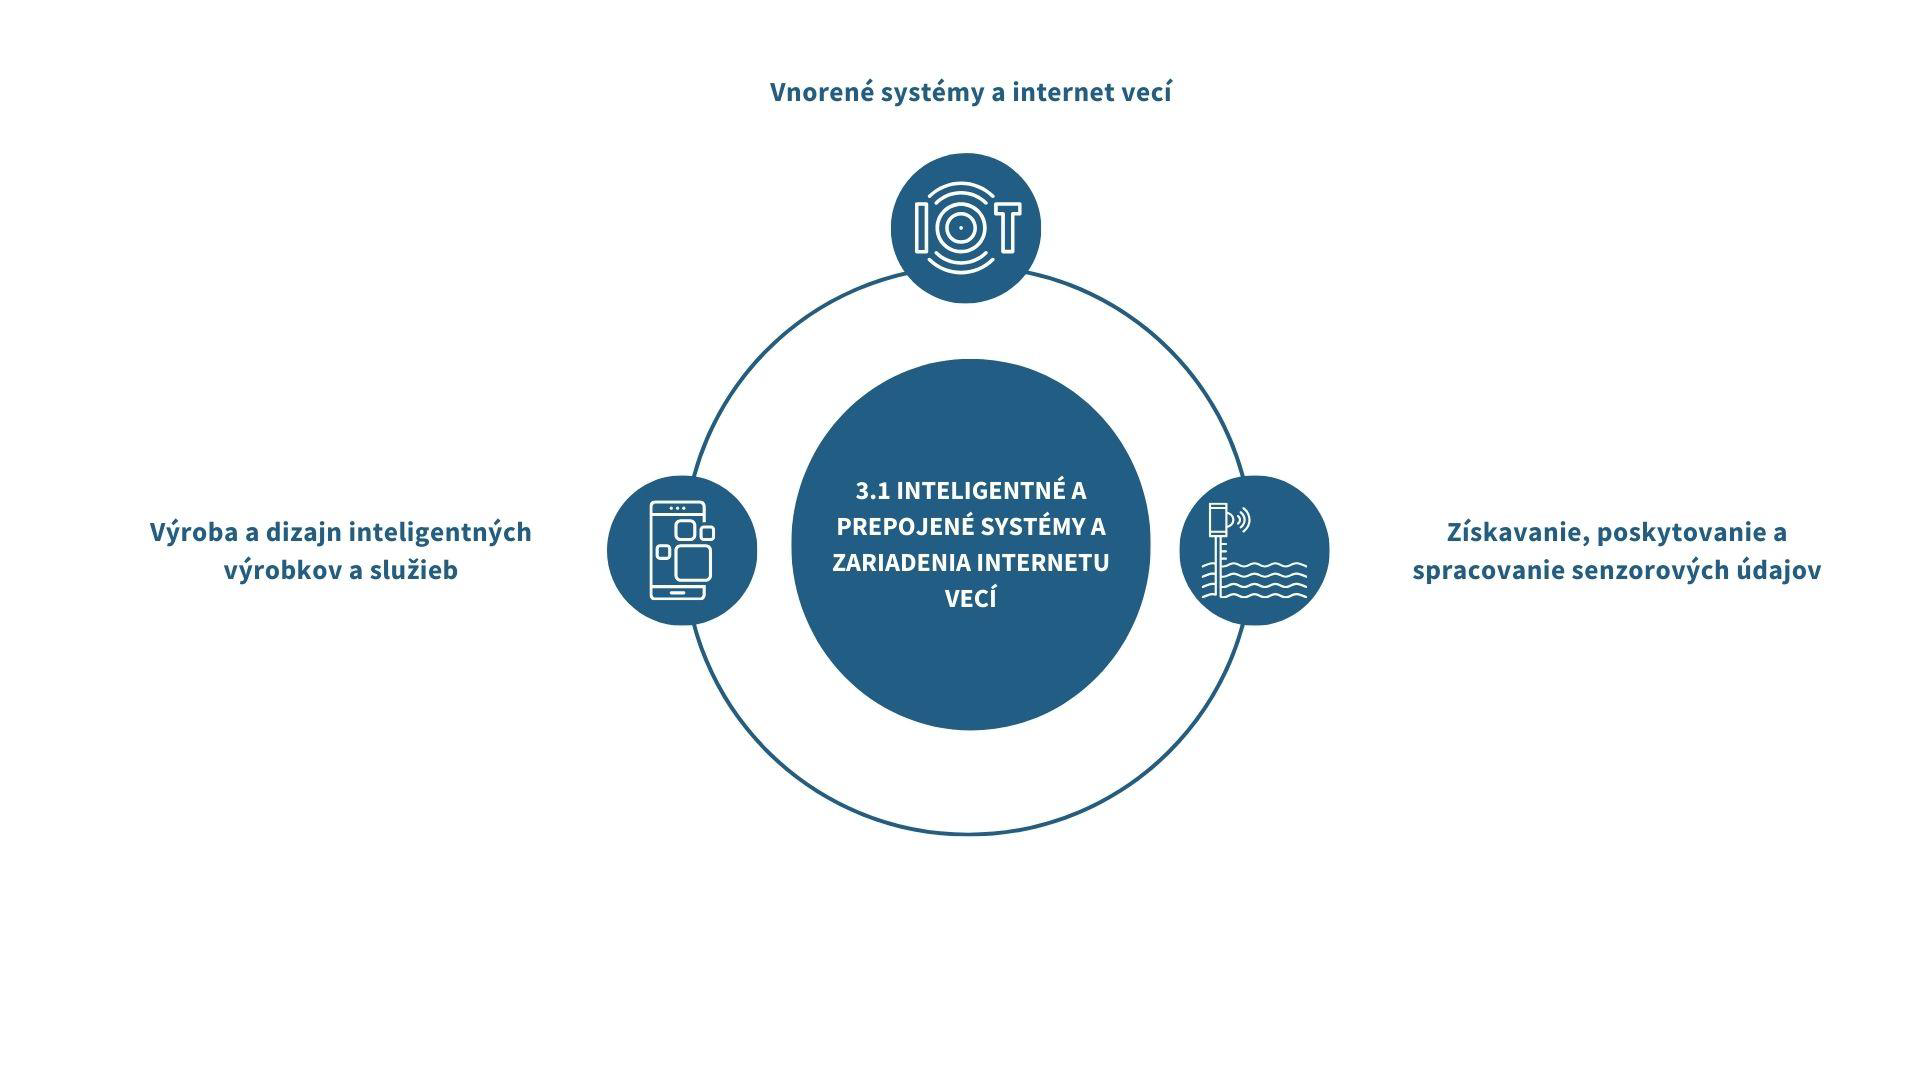 Vnorené systémy a internet vecí
IOT
3.1 INTELIGENTNÉ A
PREPOJENÉ SYSTÉMY A
ZARIADENIA INTERNETU
VECÍ
Výroba a dizajn inteligentných
výrobkov a služieb
Získavanie, poskytovanie a
spracovanie senzorových údajov